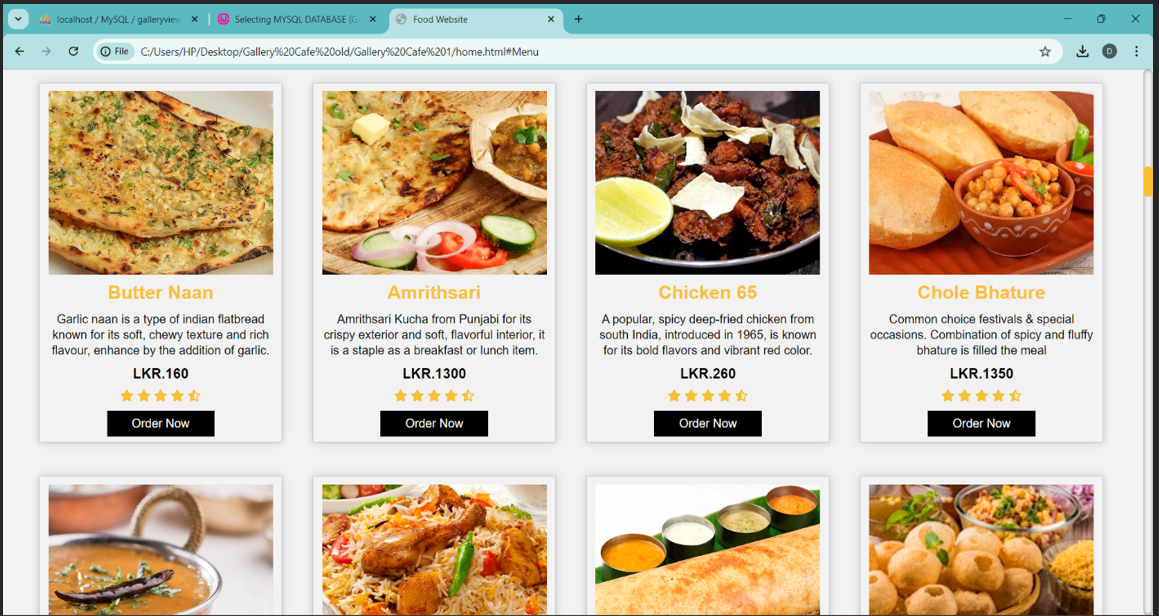 localhost / MySQL / galleryview
Selecting MYSQL DATABASE (G
Food Website
File
C:/Users/HP/Desktop/Gallery%20Cafe%20old/Gallery%20Cafe%201/home.html#Menu
D
Butter Naan
Garlic naan is a type of indian flatbread
known for its soft, chewy texture and rich
flavour, enhance by the addition of garlic.
LKR.160
Order Now
Amrithsari
Amrithsari Kucha from Punjabi for its
crispy exterior and soft, flavorful interior, it
is a staple as a breakfast or lunch item.
LKR.1300
Order Now
Chicken 65
A popular, spicy deep-fried chicken from
south India, introduced in 1965, is known
for its bold flavors and vibrant red color.
LKR.260
Order Now
Chole Bhature
Common choice festivals & special
occasions. Combination of spicy and fluffy
bhature is filled the meal
LKR.1350
Order Now